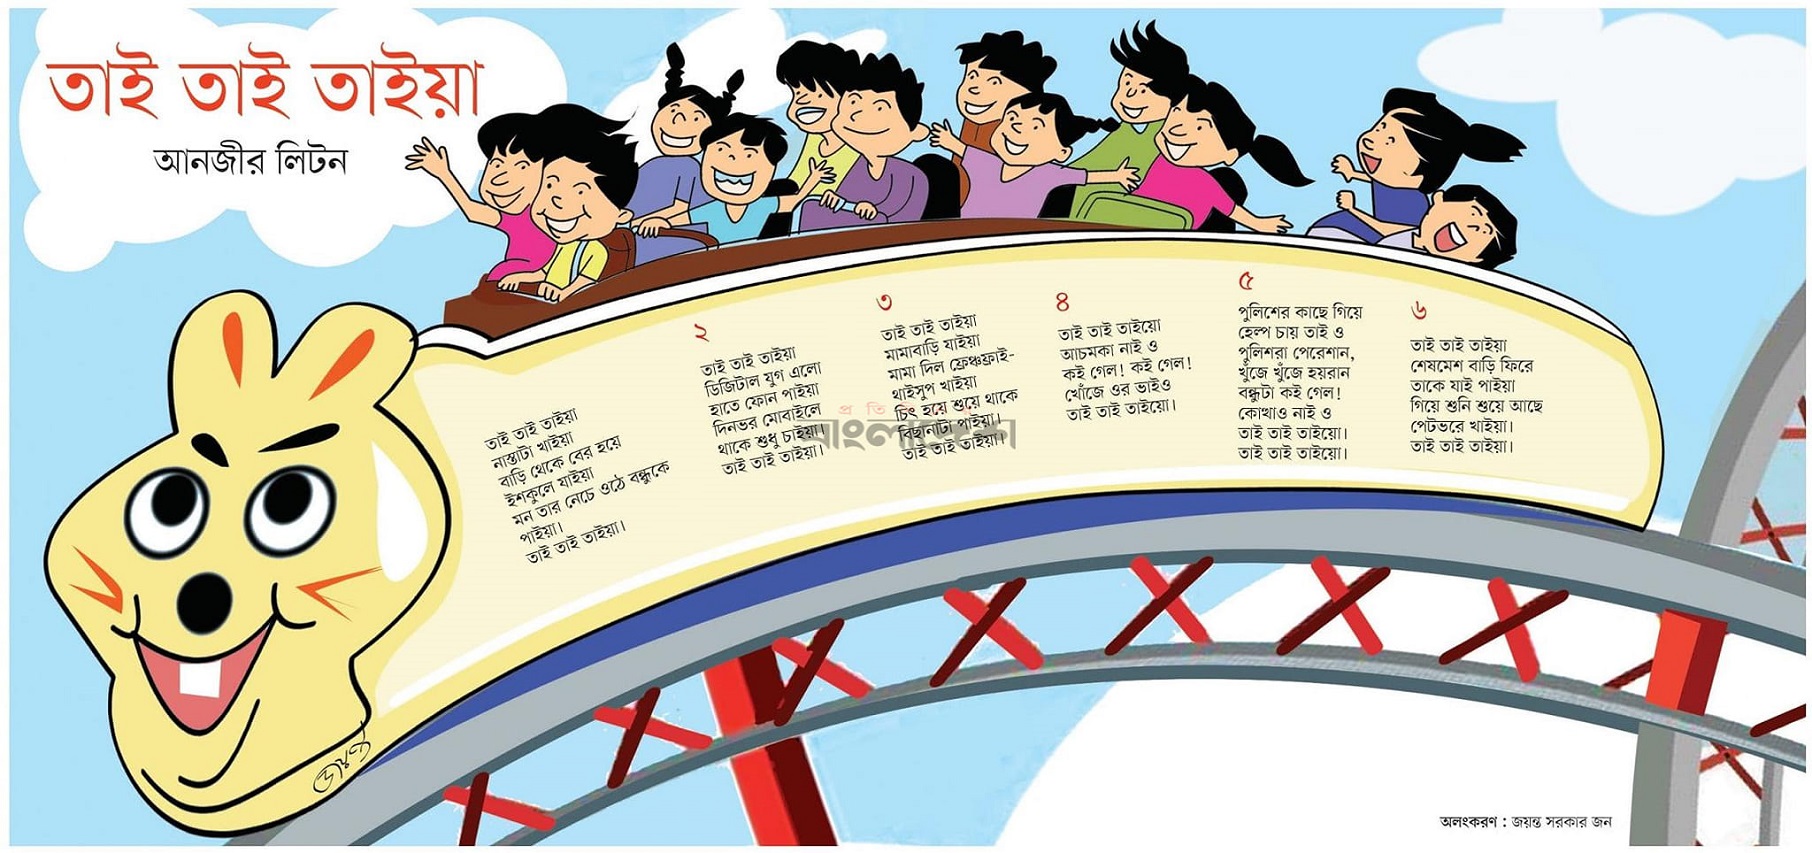 তাই তাই তাইয়া
আনজীর লিটন
তাই তাই তাইয়া
নাস্তাটা খাইয়া
বাড়ি থেকে বের হয়ে
ইশকুলে যাইয়া
মন তার নেচে ওঠে বন্ধুকে
পাইয়া।
তাই তাই তাইয়া।
২
তাই তাই তাইয়া
ডিজিটাল যুগ এলো
হাতে ফোন পাইয়া
দিনভর মোবাইলে
থাকে শুধু চাইয়া।
তাই তাই তাইয়া।
৩
তাই তাই তাইয়া
মামাবাড়ি যাইয়া
মামা দিল ফ্রেঞ্চফ্রাই-
থাইসুপ খাইয়া
চিৎ হয়ে শুয়ে থাকে
বিছানাটা পাইয়া।
তাই তাই তাইয়া।
৪
তাই তাই তাইয়ো
আচমকা নাই ও
কই গেল! কই গেল!
খোঁজে ওর ভাইও
তাই তাই তাইয়ো।
৫
পুলিশের কাছে গিয়ে
হেল্প চায় তাই ও
পুলিশরা পেরেশান,
খুঁজে খুঁজে হয়রান
বন্ধুটা কই গেল!
কোত্থাও নাই ও
তাই তাই তাইয়ো।
তাই তাই তাইয়ো।
৬
তাই তাই তাইয়া
শেষমেশ বাড়ি ফিরে
তাকে যাই পাইয়া
গিয়ে শুনি শুয়ে আছে
পেটভরে খাইয়া।
তাই তাই তাইয়া।
জয়ন্ত
অলংকরণ : জয়ন্ত সরকার জন